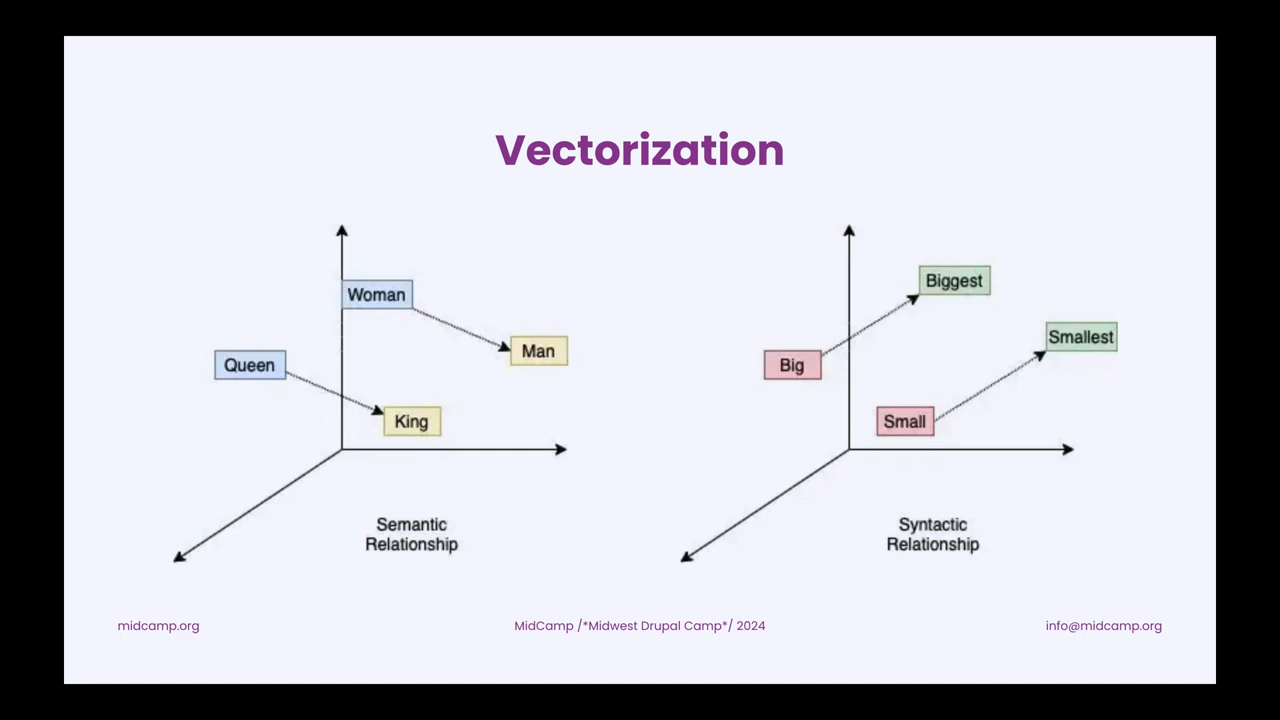 Vectorization
Woman
Man
Queen
King
Semantic
Relationship
Biggest
Smallest
Big
Small
Syntactic
Relationship
midcamp.org
MidCamp /*Midwest Drupal Camp*/ 2024
info@midcamp.org